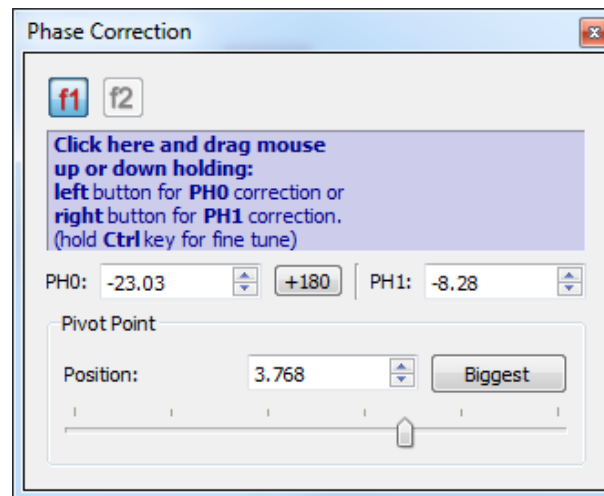 Phase Correction
f1 f2
Click here and drag mouse
up or down holding:
left button for PH0 correction or
right button for PH1 correction.
(hold Ctrl key for fine tune)
PH0: -23.03 +180 PH1: -8.28
Pivot Point
Position: 3.768 Biggest